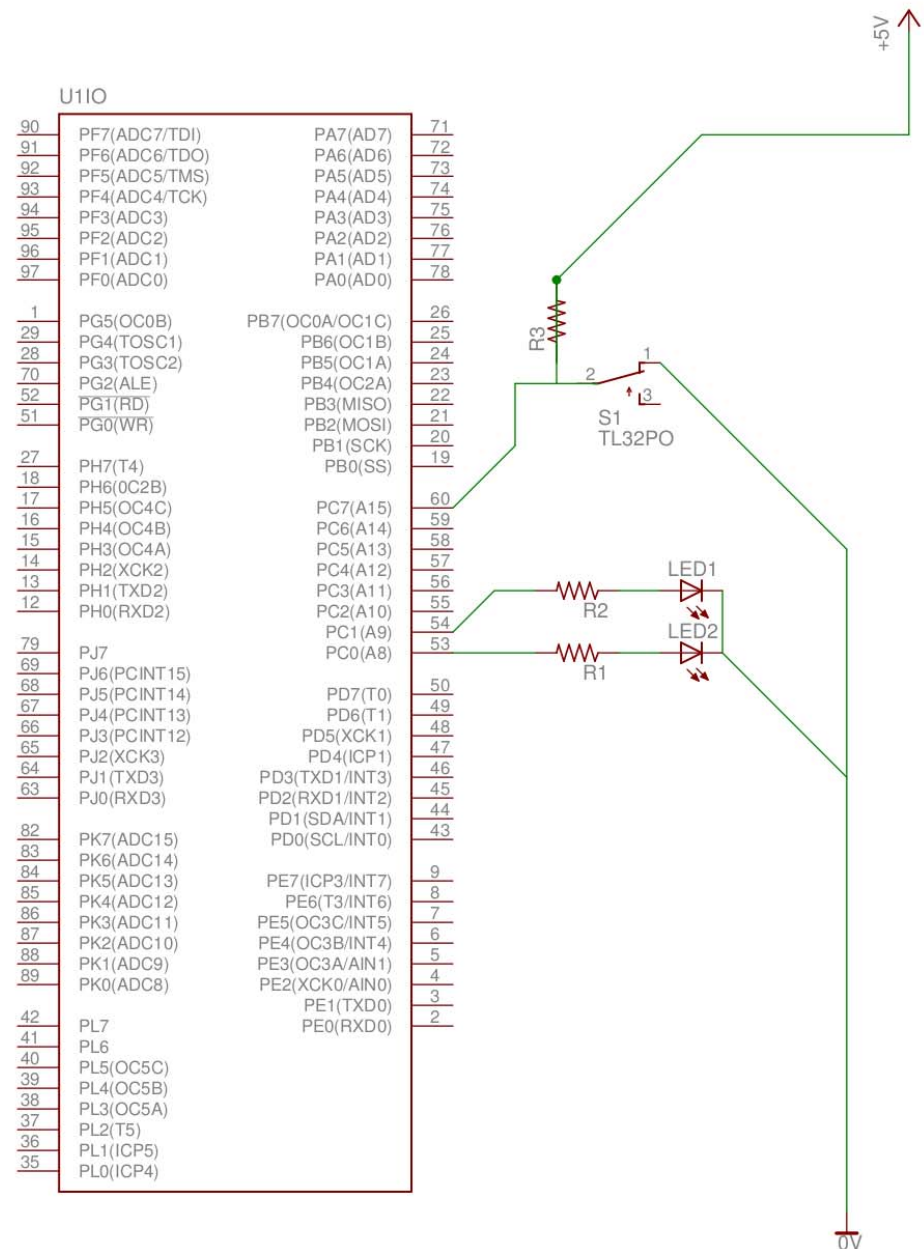 +5V
U1IO
90 PF7(ADC7/TDI) PA7(AD7) 71
91 PF6(ADC6/TDO) PA6(AD6) 72
92 PF5(ADC5/TMS) PA5(AD5) 73
93 PF4(ADC4/TCK) PA4(AD4) 74
94 PF3(ADC3) PA3(AD3) 75
95 PF2(ADC2) PA2(AD2) 76
96 PF1(ADC1) PA1(AD1) 77
97 PF0(ADC0) PA0(AD0) 78
1 PG5(OC0B) PB7(OC0A/OC1C) 26
29 PG4(TOSC1) PB6(OC1B) 25
28 PG3(TOSC2) PB5(OC1A) 24
70 PG2(ALE) PB4(OC2A) 23
52 PG1(RD) PB3(MISO) 22
51 PG0(WR) PB2(MOSI) 21
PB1(SCK) 20
27 PH7(T4) PB0(SS) 19
18 PH6(0C2B)
17 PH5(OC4C) PC7(A15) 60
16 PH4(OC4B) PC6(A14) 59
15 PH3(OC4A) PC5(A13) 58
14 PH2(XCK2) PC4(A12) 57
13 PH1(TXD2) PC3(A11) 56
12 PH0(RXD2) PC2(A10) 55
PC1(A9) 54
79 PJ7 PC0(A8) 53
69 PJ6(PCINT15)
68 PJ5(PCINT14) PD7(T0) 50
67 PJ4(PCINT13) PD6(T1) 49
66 PJ3(PCINT12) PD5(XCK1) 48
65 PJ2(XCK3) PD4(ICP1) 47
64 PJ1(TXD3) PD3(TXD1/INT3) 46
63 PJ0(RXD3) PD2(RXD1/INT2) 45
PD1(SDA/INT1) 44
82 PK7(ADC15) PD0(SCL/INT0) 43
83 PK6(ADC14)
84 PK5(ADC13) PE7(ICP3/INT7) 9
85 PK4(ADC12) PE6(T3/INT6) 8
86 PK3(ADC11) PE5(OC3C/INT5) 7
87 PK2(ADC10) PE4(OC3B/INT4) 6
88 PK1(ADC9) PE3(OC3A/AIN1) 5
89 PK0(ADC8) PE2(XCK0/AIN0) 4
PE1(TXD0) 3
42 PL7 PE0(RXD0) 2
41 PL6
40 PL5(OC5C)
39 PL4(OC5B)
38 PL3(OC5A)
37 PL2(T5)
36 PL1(ICP5)
35 PL0(ICP4)
R3
1
2
3
S1
TL32PO
LED1
R2
LED2
R1
0V